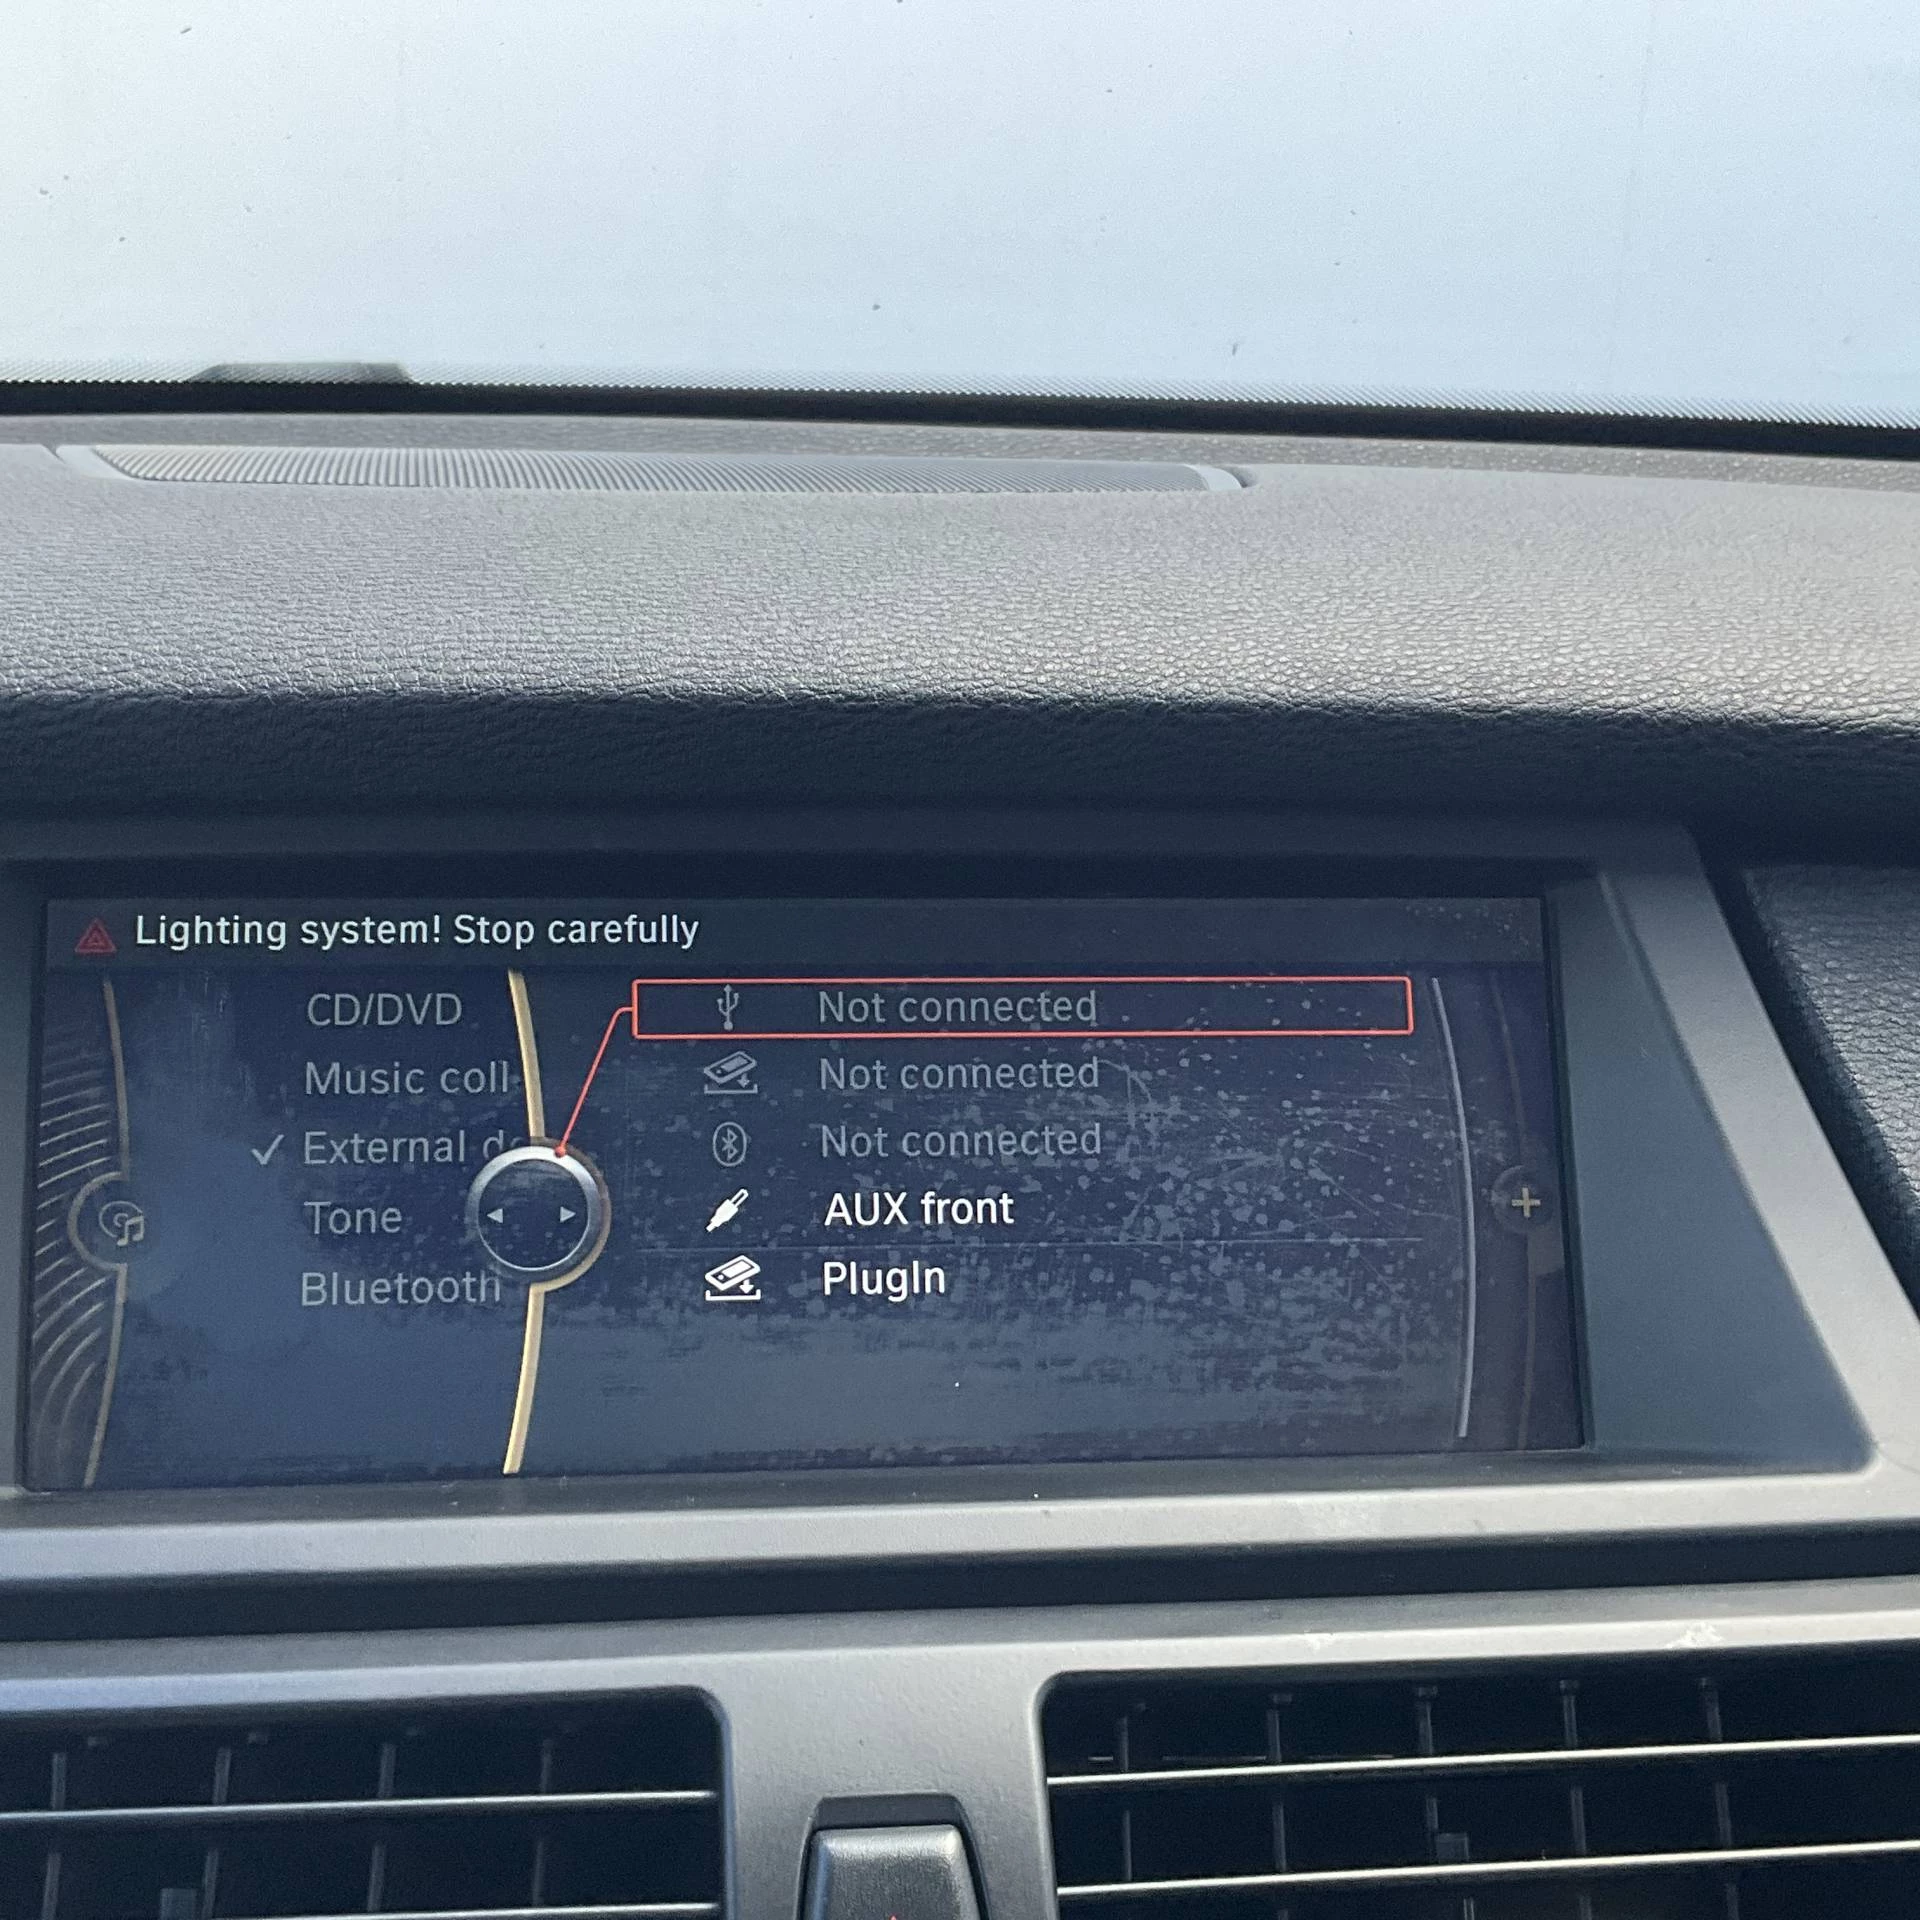 Lighting system! Stop carefully
CD/DVD
Music coll
✓ External d
Tone
Bluetooth
Not connected
Not connected
Not connected
AUX front
PlugIn
+